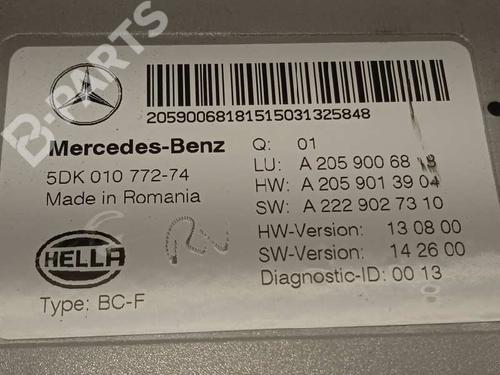 B-PARTS
20590068181515031325848
Mercedes-Benz
Q: 01
5DK 010 772-74
LU: A 205 900 68
Made in Romania
HW: A 205 901 39 04
SW: A 222 902 73 10
HELLA
HW-Version: 13 08 00
SW-Version: 14 26 00
Type: BC-F
Diagnostic-ID: 00 13